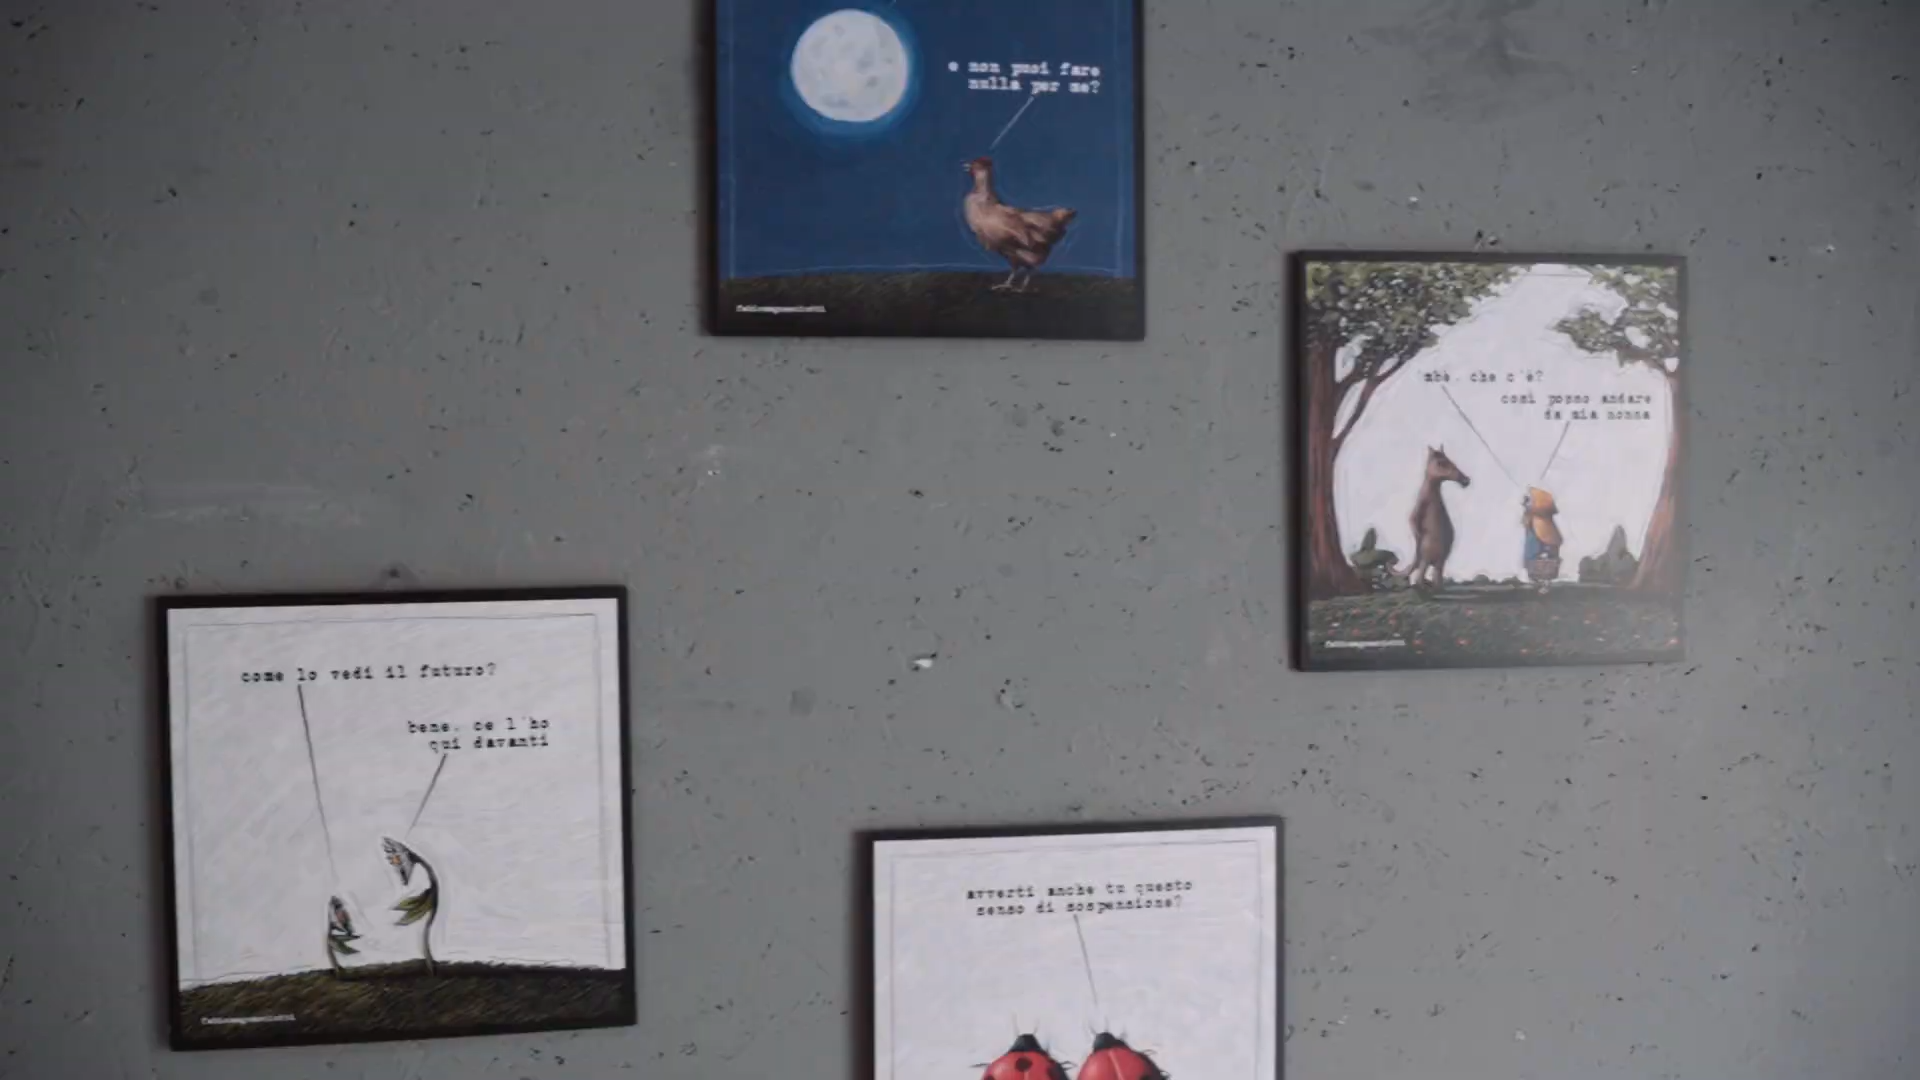 e non puoi fare
nulla per me?
'mbè. che c'è?
così posso andare
da mia nonna
come lo vedi il futuro?
bene. ce l'ho
qui davanti
avverti anche tu questo
senso di sospensione?